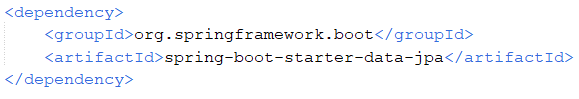 <dependency>
    <groupId>org.springframework.boot</groupId>
    <artifactId>spring-boot-starter-data-jpa</artifactId>
</dependency>